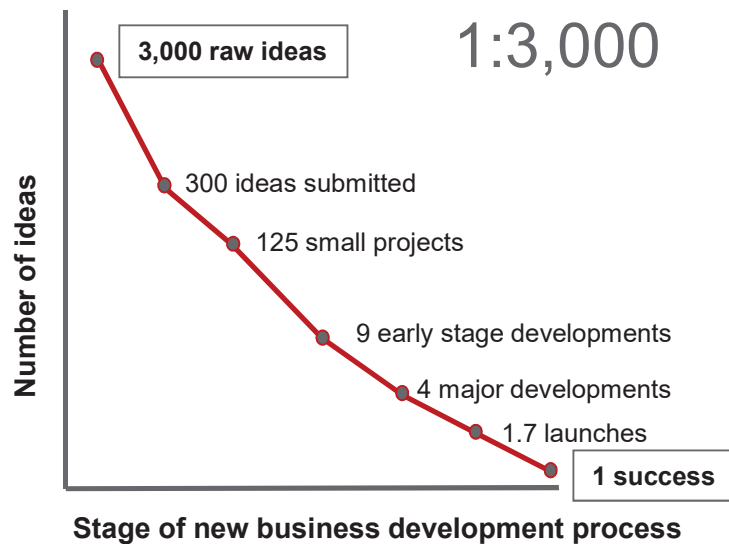 3,000 raw ideas
1:3,000
300 ideas submitted
125 small projects
9 early stage developments
4 major developments
1.7 launches
1 success
Number of ideas
Stage of new business development process